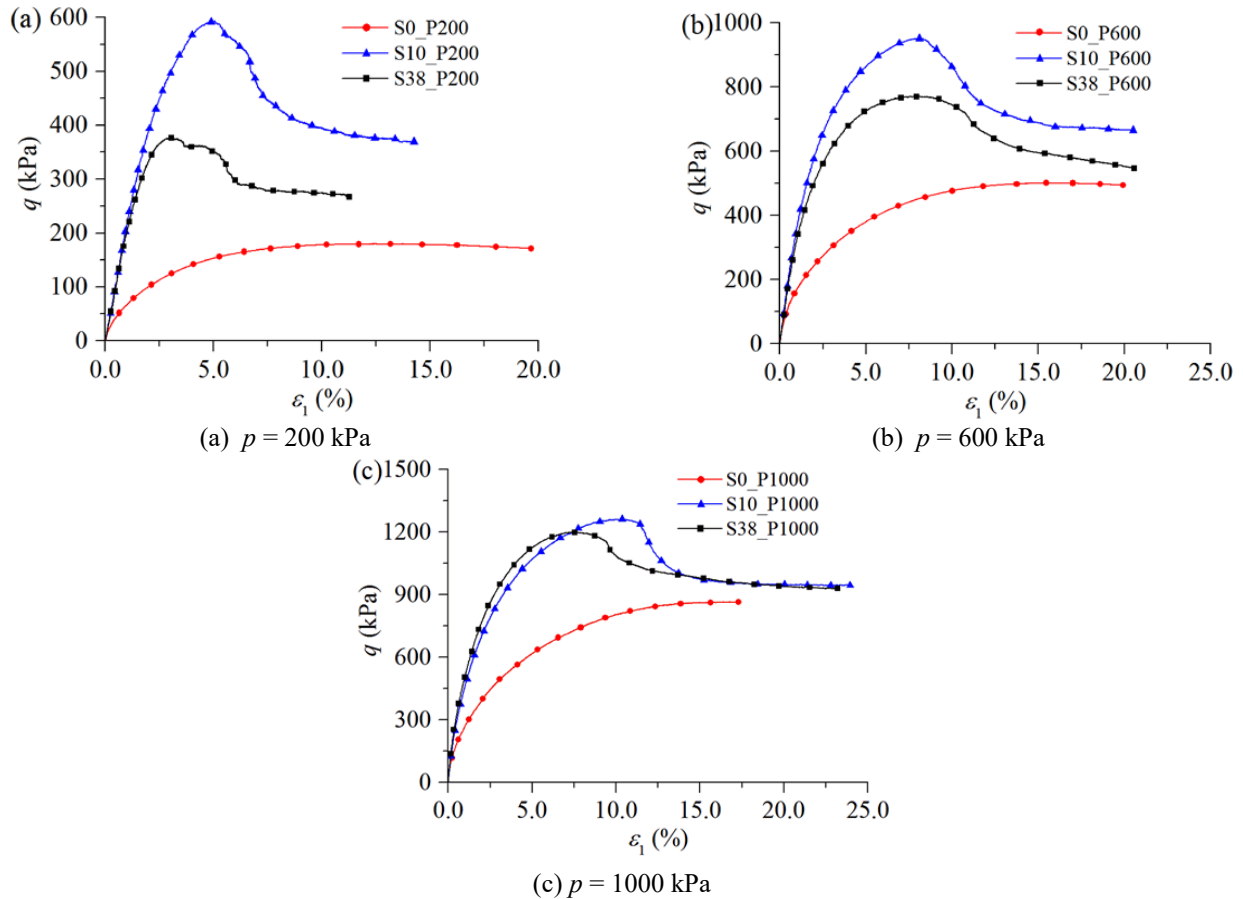 (a)
600
500
400
300
200
100
0
q (kPa)
S0_P200
S10_P200
S38_P200
0.0 5.0 10.0 15.0 20.0
ε1 (%)
(a) p = 200 kPa
(b)
1000
800
600
400
200
0
q (kPa)
S0_P600
S10_P600
S38_P600
0.0 5.0 10.0 15.0 20.0 25.0
ε1 (%)
(b) p = 600 kPa
(c)
1500
1200
900
600
300
0
q (kPa)
S0_P1000
S10_P1000
S38_P1000
0.0 5.0 10.0 15.0 20.0 25.0
ε1 (%)
(c) p = 1000 kPa